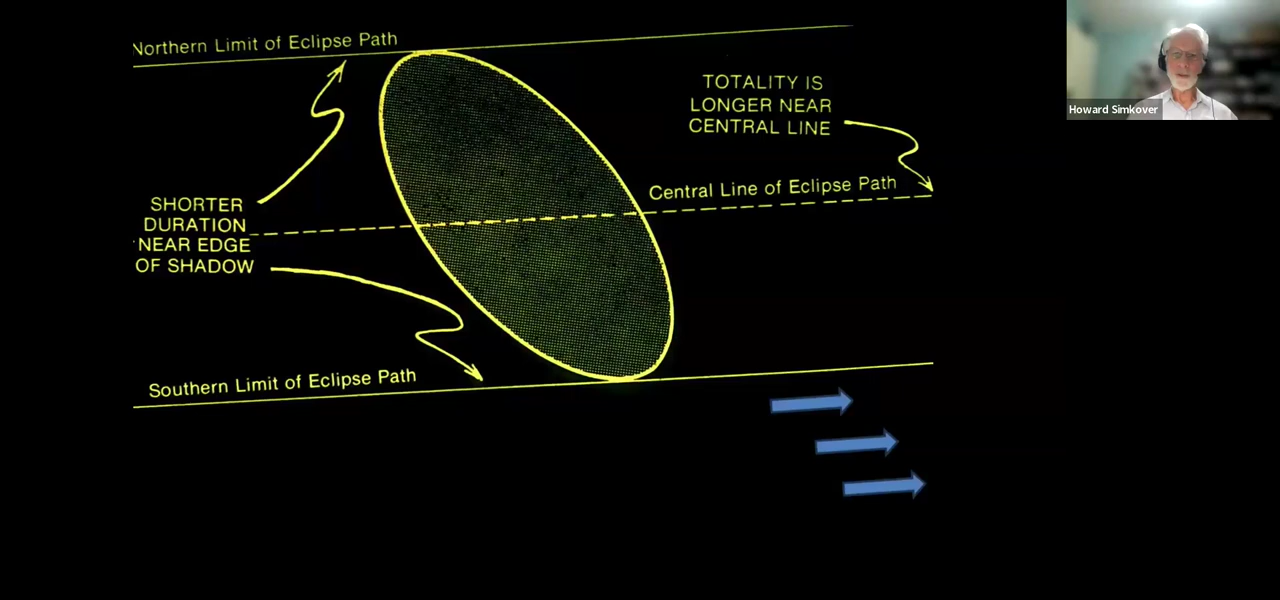 Northern Limit of Eclipse Path
TOTALITY IS
LONGER NEAR
CENTRAL LINE
Howard Simkover
Central Line of Eclipse Path
SHORTER
DURATION
NEAR EDGE
OF SHADOW
Southern Limit of Eclipse Path